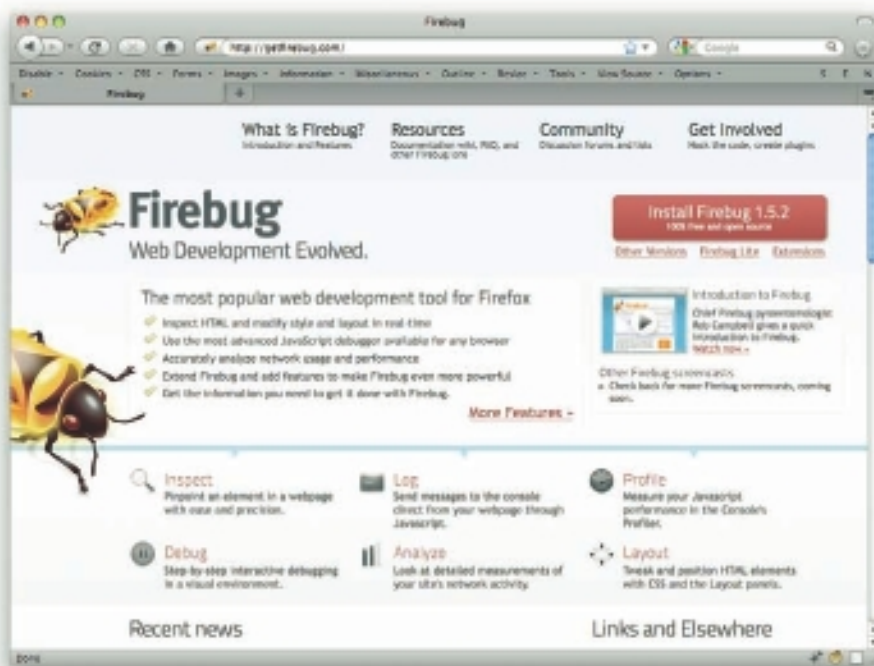 Firebug
http://getfirebug.com/
Google
Disable Cookies CSS Forms Images Information Miscellaneous Outline Resize Tools View Source Options
Firebug
What is Firebug?
Introduction and Features
Resources
Documentation wiki, FAQ, and
other Firebug lore
Community
Discussion forums and lists
Get Involved
Hack the code, create plugins
Firebug
Web Development Evolved.
Install Firebug 1.5.2
100% free and open source
Other Versions Firebug Lite Extensions
The most popular web development tool for Firefox
Inspect HTML and modify style and layout in real-time
Use the most advanced JavaScript debugger available for any browser
Accurately analyze network usage and performance
Extend Firebug and add features to make Firebug even more powerful
Get the information you need to get it done with Firebug.
More Features »
Introduction to Firebug
Chief Firebug pyroentomologist
Rob Campbell gives a quick
introduction to Firebug.
Watch now »
Other Firebug screencasts
Check back for more Firebug screencasts, coming
soon.
Inspect
Pinpoint an element in a webpage
with ease and precision.
Log
Send messages to the console
direct from your webpage through
Javascript.
Profile
Measure your Javascript
performance in the Console's
Profiler.
Debug
Step-by-step interactive debugging
in a visual environment.
Analyze
Look at detailed measurements of
your site's network activity.
Layout
Tweak and position HTML elements
with CSS and the Layout panels.
Recent news
Links and Elsewhere
Done